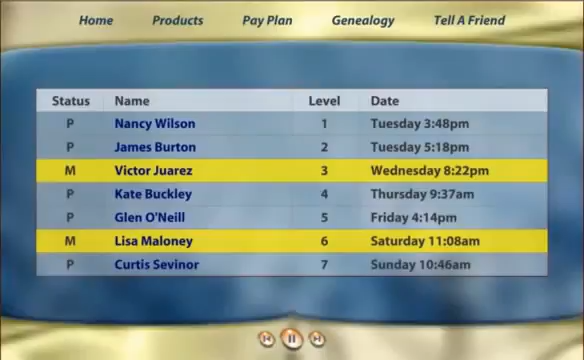 Home Products Pay Plan Genealogy Tell A Friend
Status Name Level Date
P Nancy Wilson 1 Tuesday 3:48pm
P James Burton 2 Tuesday 5:18pm
M Victor Juarez 3 Wednesday 8:22pm
P Kate Buckley 4 Thursday 9:37am
P Glen O'Neill 5 Friday 4:14pm
M Lisa Maloney 6 Saturday 11:08am
P Curtis Sevinor 7 Sunday 10:46am